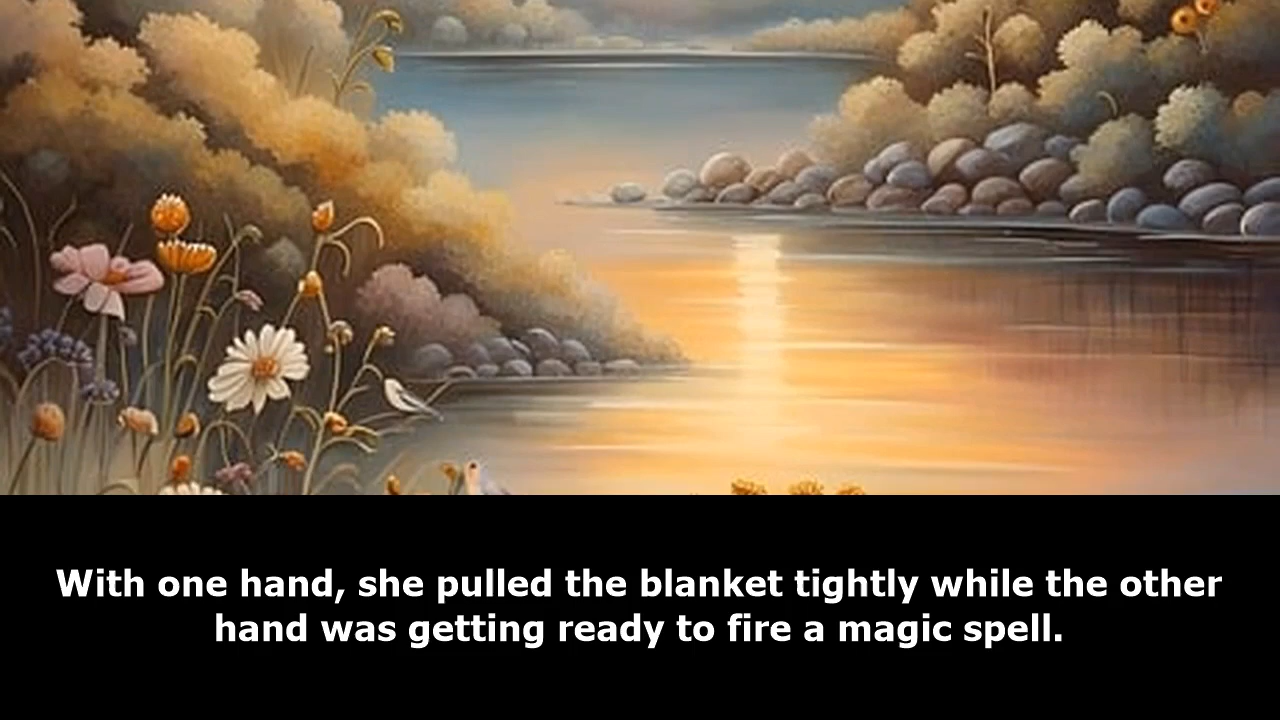 With one hand, she pulled the blanket tightly while the other
hand was getting ready to fire a magic spell.